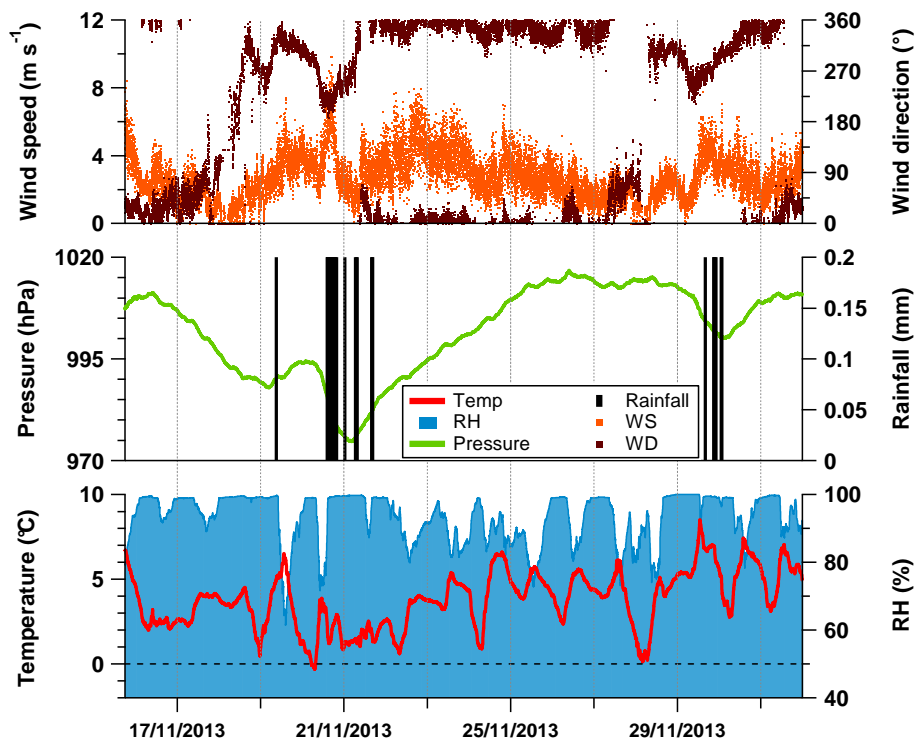 Wind speed (m s⁻¹)
12
8
4
0
360
270
180
90
0
Wind direction (°)
Pressure (hPa)
1020
995
970
Temp
RH
Pressure
Rainfall
WS
WD
0.2
0.15
0.1
0.05
0
Rainfall (mm)
Temperature (°C)
10
5
0
100
80
60
40
RH (%)
17/11/2013
21/11/2013
25/11/2013
29/11/2013